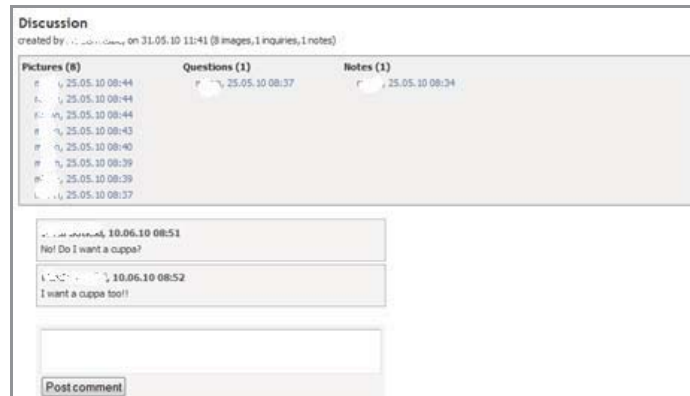 Discussion
created by, on 31.05.10 11:41 (8 images,1 inquiries,1 notes)
Pictures (8)
, 25.05.10 08:44
, 25.05.10 08:44
, 25.05.10 08:44
, 25.05.10 08:43
, 25.05.10 08:40
, 25.05.10 08:39
, 25.05.10 08:39
, 25.05.10 08:37
Questions (1)
, 25.05.10 08:37
Notes (1)
, 25.05.10 08:34
, 10.06.10 08:51
No! Do I want a cuppa?
, 10.06.10 08:52
I want a cuppa too!!
Post comment